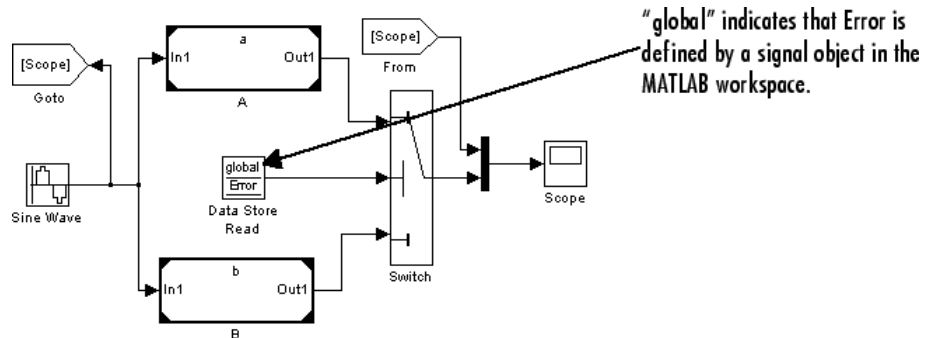 "global" indicates that Error is
defined by a signal object in the
MATLAB workspace.
[Scope]
Goto
a
In1
Out1
A
[Scope]
From
Sine Wave
global
Error
Data Store
Read
Switch
Scope
b
In1
Out1
B